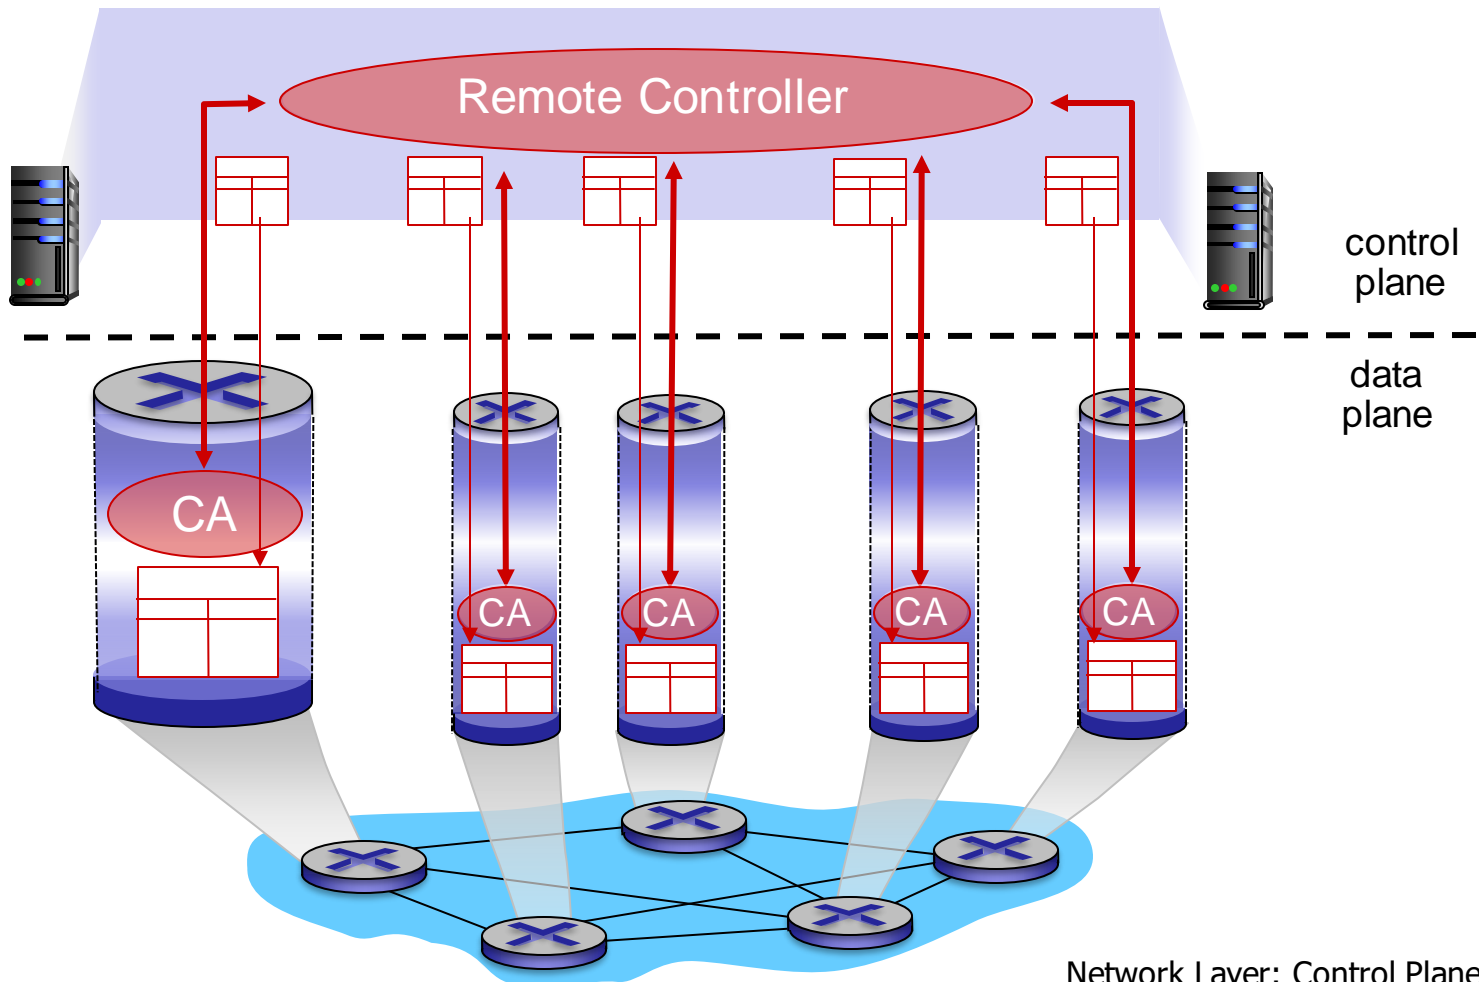 Remote Controller
control
plane
data
plane
CA
CA
CA
CA
CA
Network Layer: Control Plane